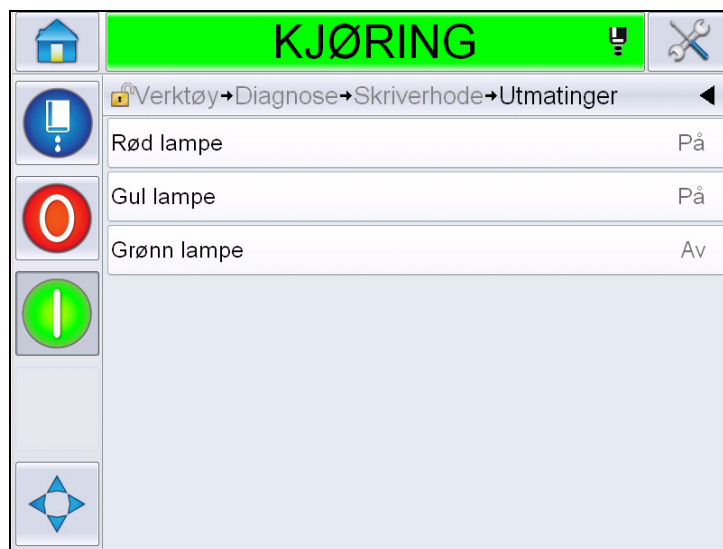 KJØRING
Verktøy→Diagnose→Skriverhode→Utmatinger
Rød lampe På
Gul lampe På
Grønn lampe Av